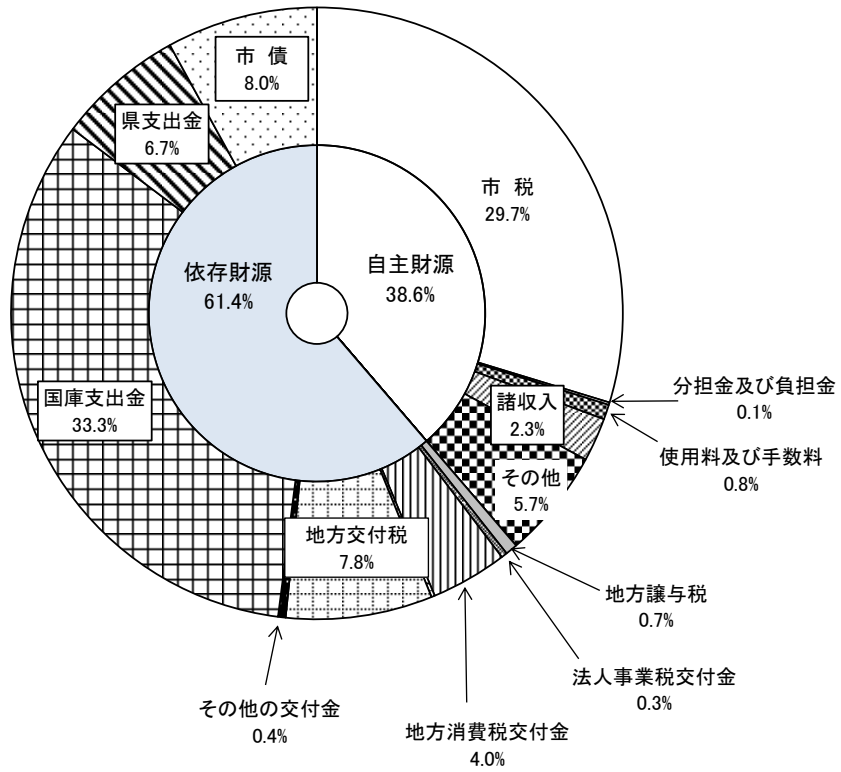 市 債
8.0%
県支出金
6.7%
市 税
29.7%
依存財源
61.4%
自主財源
38.6%
国庫支出金
33.3%
諸収入
2.3%
分担金及び負担金
0.1%
使用料及び手数料
0.8%
その他
5.7%
地方交付税
7.8%
地方譲与税
0.7%
法人事業税交付金
0.3%
その他の交付金
0.4%
地方消費税交付金
4.0%